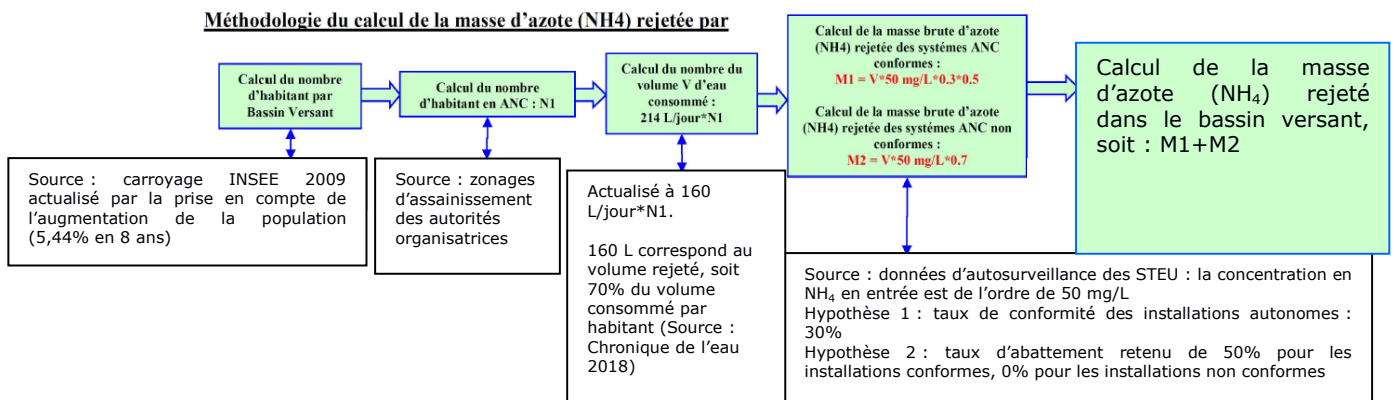 Méthodologie du calcul de la masse d'azote (NH4) rejetée par
Calcul du nombre
d'habitant par
Bassin Versant
Calcul du nombre
d'habitant en ANC : N1
Calcul du nombre du
volume V d'eau
consommé :
214 L/jour*N1
Calcul de la masse brute d'azote
(NH4) rejetée des systémes ANC
conformes :
M1 = V*50 mg/L*0.3*0.5
Calcul de la masse brute d'azote
(NH4) rejetée des systémes ANC non
conformes :
M2 = V*50 mg/L*0.7
Calcul de la masse
d'azote (NH₄) rejeté
dans le bassin versant,
soit : M1+M2
Source : carroyage INSEE 2009
actualisé par la prise en compte de
l'augmentation de la population
(5,44% en 8 ans)
Source : zonages
d'assainissement
des autorités
organisatrices
Actualisé à 160
L/jour*N1.
160 L correspond au
volume rejeté, soit
70% du volume
consommé par
habitant (Source :
Chronique de l'eau
2018)
Source : données d'autosurveillance des STEU : la concentration en
NH₄ en entrée est de l'ordre de 50 mg/L
Hypothèse 1 : taux de conformité des installations autonomes :
30%
Hypothèse 2 : taux d'abattement retenu de 50% pour les
installations conformes, 0% pour les installations non conformes